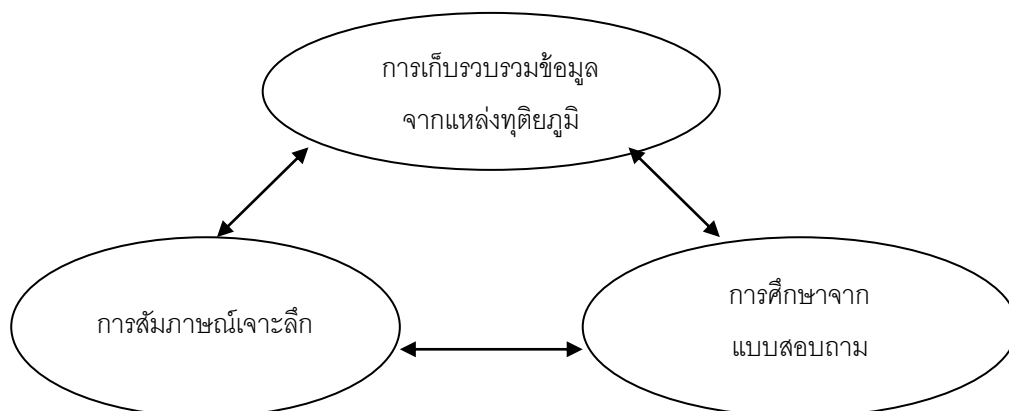 การเก็บรวบรวมข้อมูล
จากแหล่งทุติยภูมิ
การสัมภาษณ์เจาะลึก
การศึกษาจาก
แบบสอบถาม